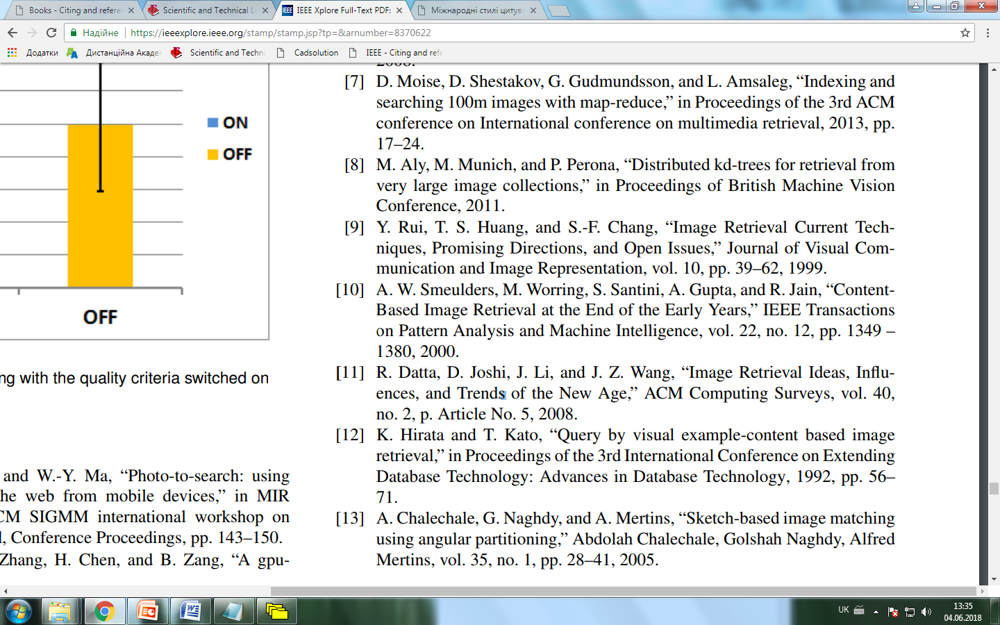 Books - Citing and refere
Scientific and Technical Li
IEEE Xplore Full-Text PDF:
Міжнародні стилі цитув
Надійне
https://ieeexplore.ieee.org/stamp/stamp.jsp?tp=&arnumber=8370622
Додатки
Дистанційна Акаде
Scientific and Techni
Cadsolution
IEEE - Citing and refe
ON
OFF
OFF
ng with the quality criteria switched on
and W.-Y. Ma, “Photo-to-search: using
the web from mobile devices,” in MIR
CM SIGMM international workshop on
l, Conference Proceedings, pp. 143–150.
Zhang, H. Chen, and B. Zang, “A gpu-
2008.
[7] D. Moise, D. Shestakov, G. Gudmundsson, and L. Amsaleg, “Indexing and
searching 100m images with map-reduce,” in Proceedings of the 3rd ACM
conference on International conference on multimedia retrieval, 2013, pp.
17–24.
[8] M. Aly, M. Munich, and P. Perona, “Distributed kd-trees for retrieval from
very large image collections,” in Proceedings of British Machine Vision
Conference, 2011.
[9] Y. Rui, T. S. Huang, and S.-F. Chang, “Image Retrieval Current Tech-
niques, Promising Directions, and Open Issues,” Journal of Visual Com-
munication and Image Representation, vol. 10, pp. 39–62, 1999.
[10] A. W. Smeulders, M. Worring, S. Santini, A. Gupta, and R. Jain, “Content-
Based Image Retrieval at the End of the Early Years,” IEEE Transactions
on Pattern Analysis and Machine Intelligence, vol. 22, no. 12, pp. 1349 –
1380, 2000.
[11] R. Datta, D. Joshi, J. Li, and J. Z. Wang, “Image Retrieval Ideas, Influ-
ences, and Trends of the New Age,” ACM Computing Surveys, vol. 40,
no. 2, p. Article No. 5, 2008.
[12] K. Hirata and T. Kato, “Query by visual example-content based image
retrieval,” in Proceedings of the 3rd International Conference on Extending
Database Technology: Advances in Database Technology, 1992, pp. 56–
71.
[13] A. Chalechale, G. Naghdy, and A. Mertins, “Sketch-based image matching
using angular partitioning,” Abdolah Chalechale, Golshah Naghdy, Alfred
Mertins, vol. 35, no. 1, pp. 28–41, 2005.
UK
13:35
04.06.2018